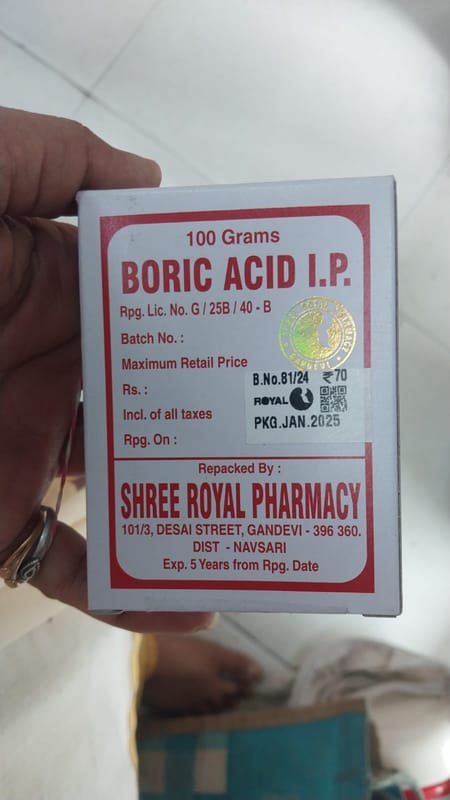 100 Grams
BORIC ACID I.P.
Rpg. Lic. No. G / 25B / 40 - B
Batch No. :
Maximum Retail Price
Rs. :
Incl. of all taxes
Rpg. On :
B.No.81/24 ₹70
ROYAL
PKG.JAN.2025
Repacked By :
SHREE ROYAL PHARMACY
101/3, DESAI STREET, GANDEVI - 396 360.
DIST - NAVSARI
Exp. 5 Years from Rpg. Date